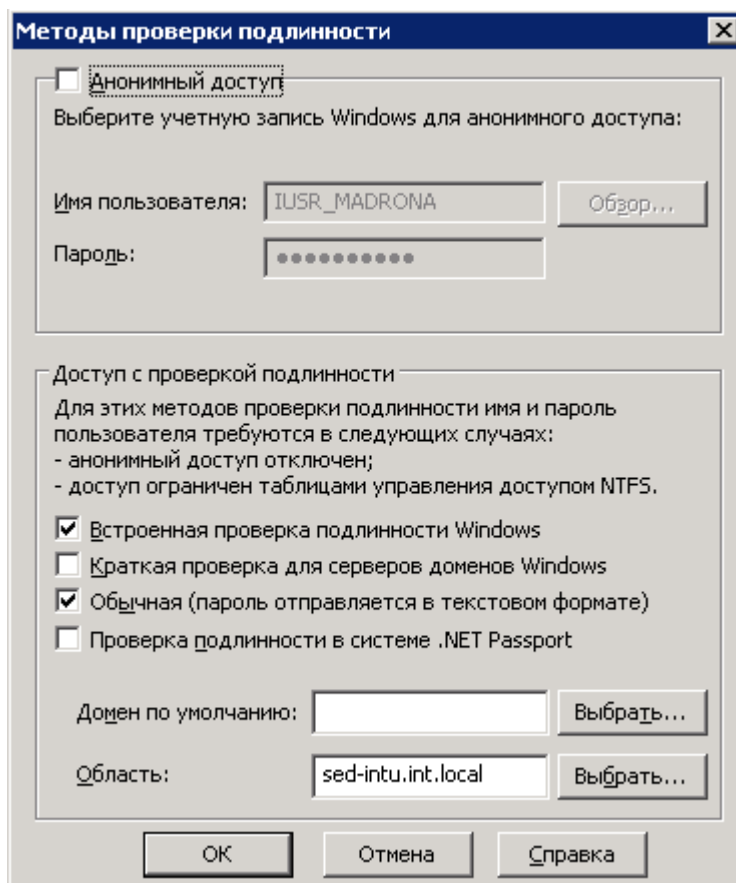 Методы проверки подлинности
Анонимный доступ
Выберите учетную запись Windows для анонимного доступа:
Имя пользователя: IUSR_MADRONA Обзор...
Пароль: ●●●●●●●●●●
Доступ с проверкой подлинности
Для этих методов проверки подлинности имя и пароль
пользователя требуются в следующих случаях:
- анонимный доступ отключен;
- доступ ограничен таблицами управления доступом NTFS.
Встроенная проверка подлинности Windows
Краткая проверка для серверов доменов Windows
Обычная (пароль отправляется в текстовом формате)
Проверка подлинности в системе .NET Passport
Домен по умолчанию: Выбрать...
Область: sed-intu.int.local Выбрать...
ОК Отмена Справка